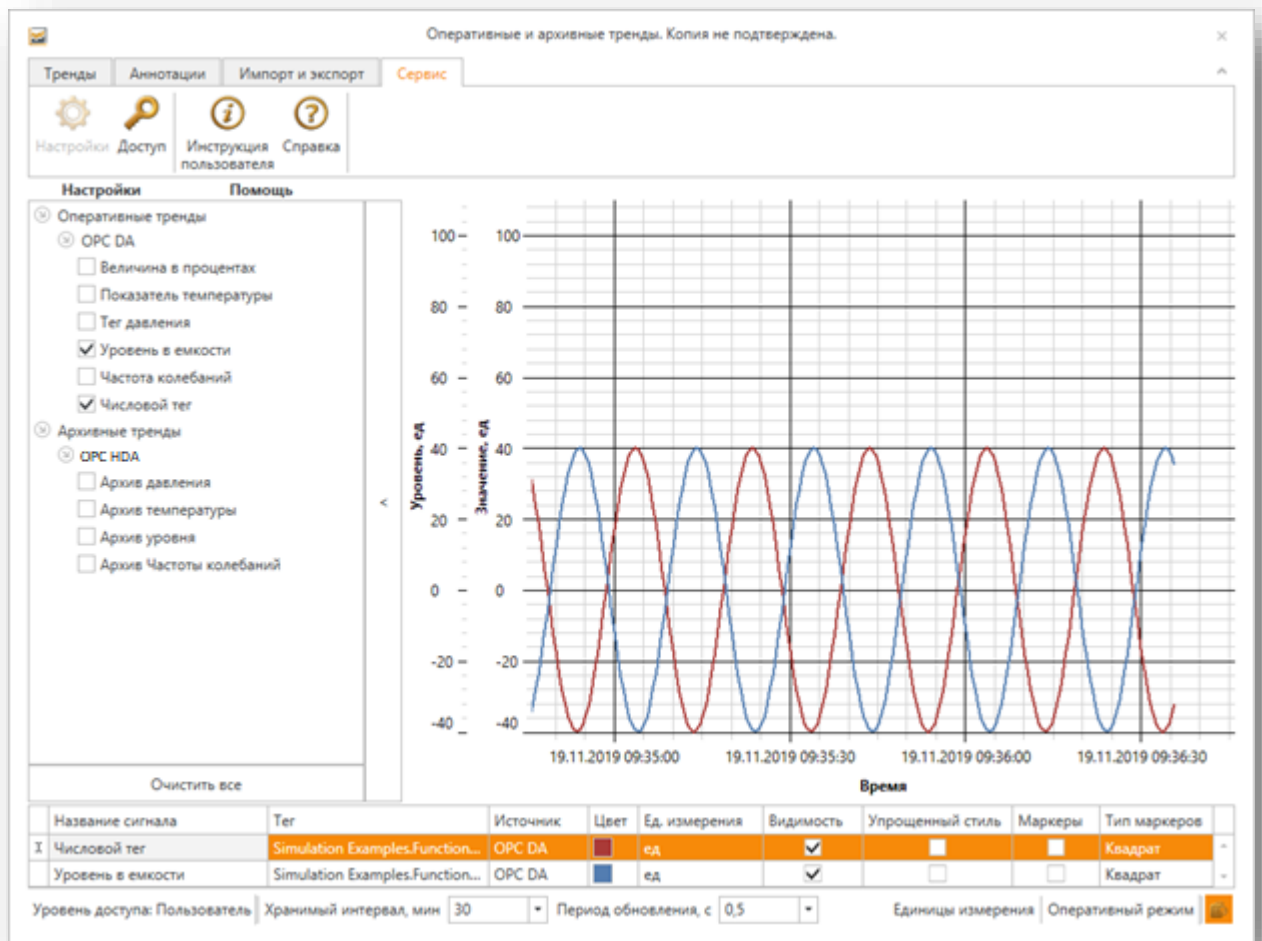 Оперативные и архивные тренды. Копия не подтверждена.
Тренды Аннотации Импорт и экспорт Сервис
Настройки Доступ Инструкция пользователя Справка
Настройки Помощь
Оперативные тренды
OPC DA
Величина в процентах
Показатель температуры
Тег давления
Уровень в емкости
Частота колебаний
Числовой тег
Архивные тренды
OPC HDA
Архив давления
Архив температуры
Архив уровня
Архив Частоты колебаний
Очистить все
<
Уровень, ед
100
80
60
40
20
0
-20
-40
Значение, ед
100
80
60
40
20
0
-20
-40
19.11.2019 09:35:00 19.11.2019 09:35:30 19.11.2019 09:36:00 19.11.2019 09:36:30
Время
Название сигнала Тег Источник Цвет Ед. измерения Видимость Упрощенный стиль Маркеры Тип маркеров
Числовой тег Simulation Examples.Function... OPC DA ед Квадрат
Уровень в емкости Simulation Examples.Function... OPC DA ед Квадрат
Уровень доступа: Пользователь Хранимый интервал, мин 30 Период обновления, с 0,5 Единицы измерения Оперативный режим